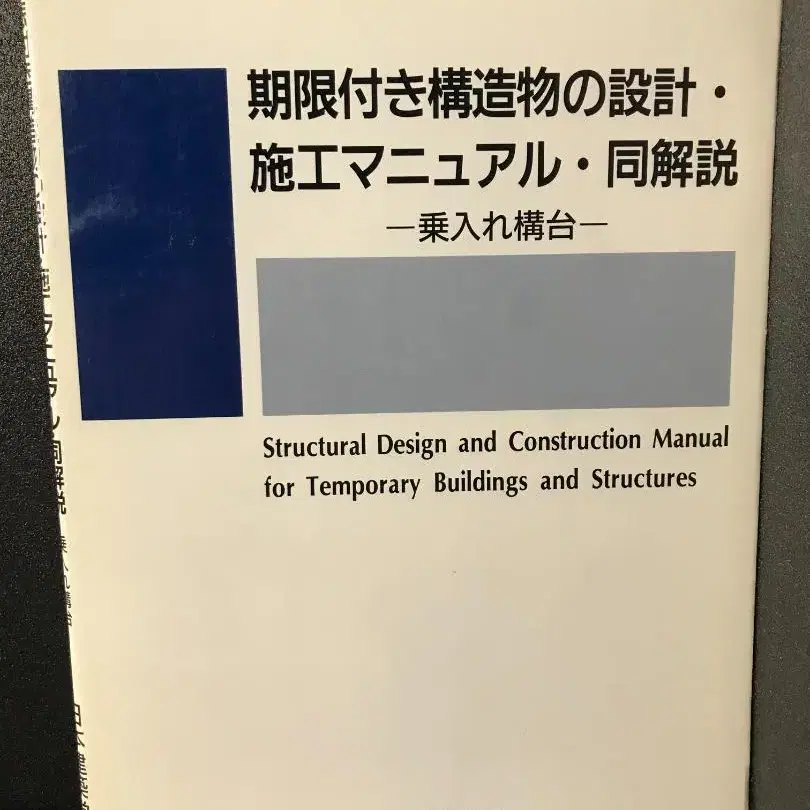 期限付き構造物の設計・
施工マニュアル・同解説
―乗入れ構台―
Structural Design and Construction Manual
for Temporary Buildings and Structures